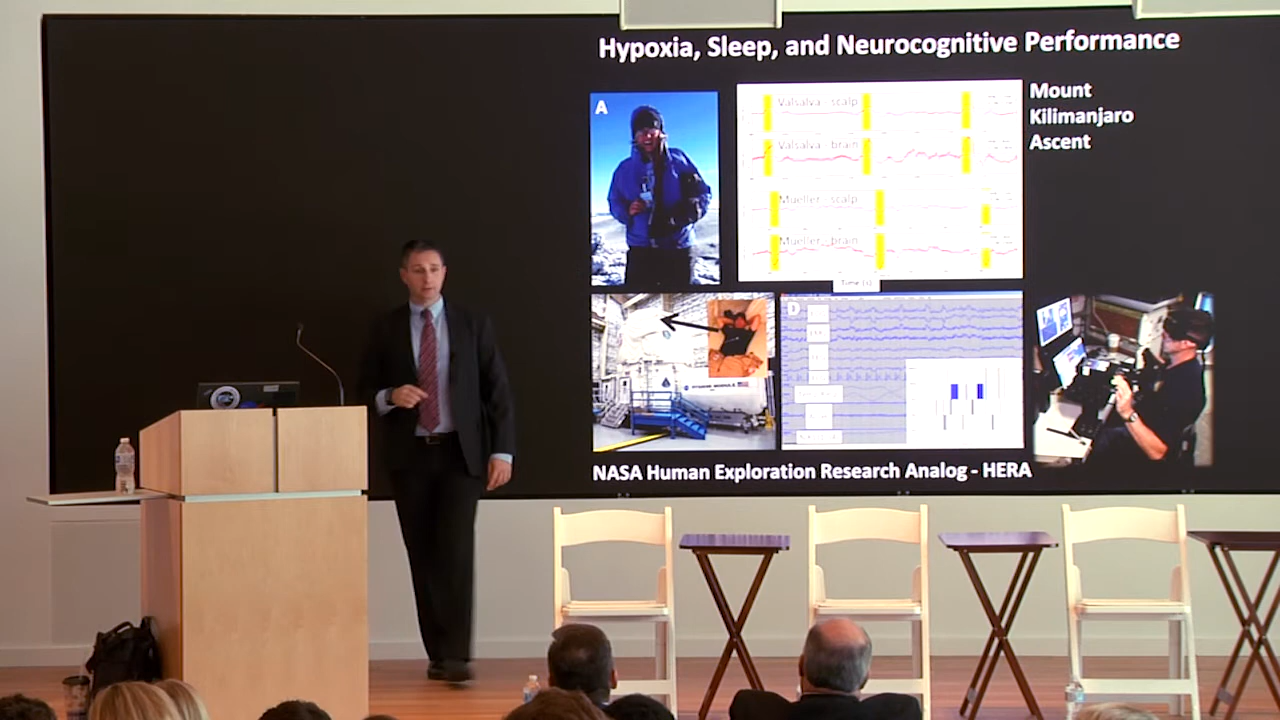 Hypoxia, Sleep, and Neurocognitive Performance
A
Valsalva - scalp
Valsalva - brain
Mueller - scalp
Mueller - brain
Time (s)
Mount
Kilimanjaro
Ascent
D
NASA Human Exploration Research Analog - HERA